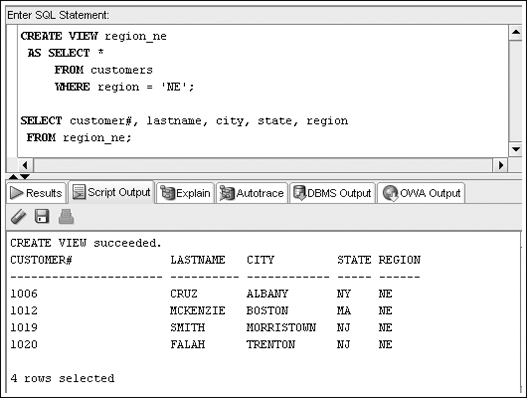 Enter SQL Statement:
CREATE VIEW region_ne
AS SELECT *
FROM customers
WHERE region = 'NE';
SELECT customer#, lastname, city, state, region
FROM region_ne;
Results Script Output Explain Autotrace DBMS Output OWA Output
CREATE VIEW succeeded.
CUSTOMER# LASTNAME CITY STATE REGION
---------------------- ---------- ------------ ----- ------
1006 CRUZ ALBANY NY NE
1012 MCKENZIE BOSTON MA NE
1019 SMITH MORRISTOWN NJ NE
1020 FALAH TRENTON NJ NE
4 rows selected